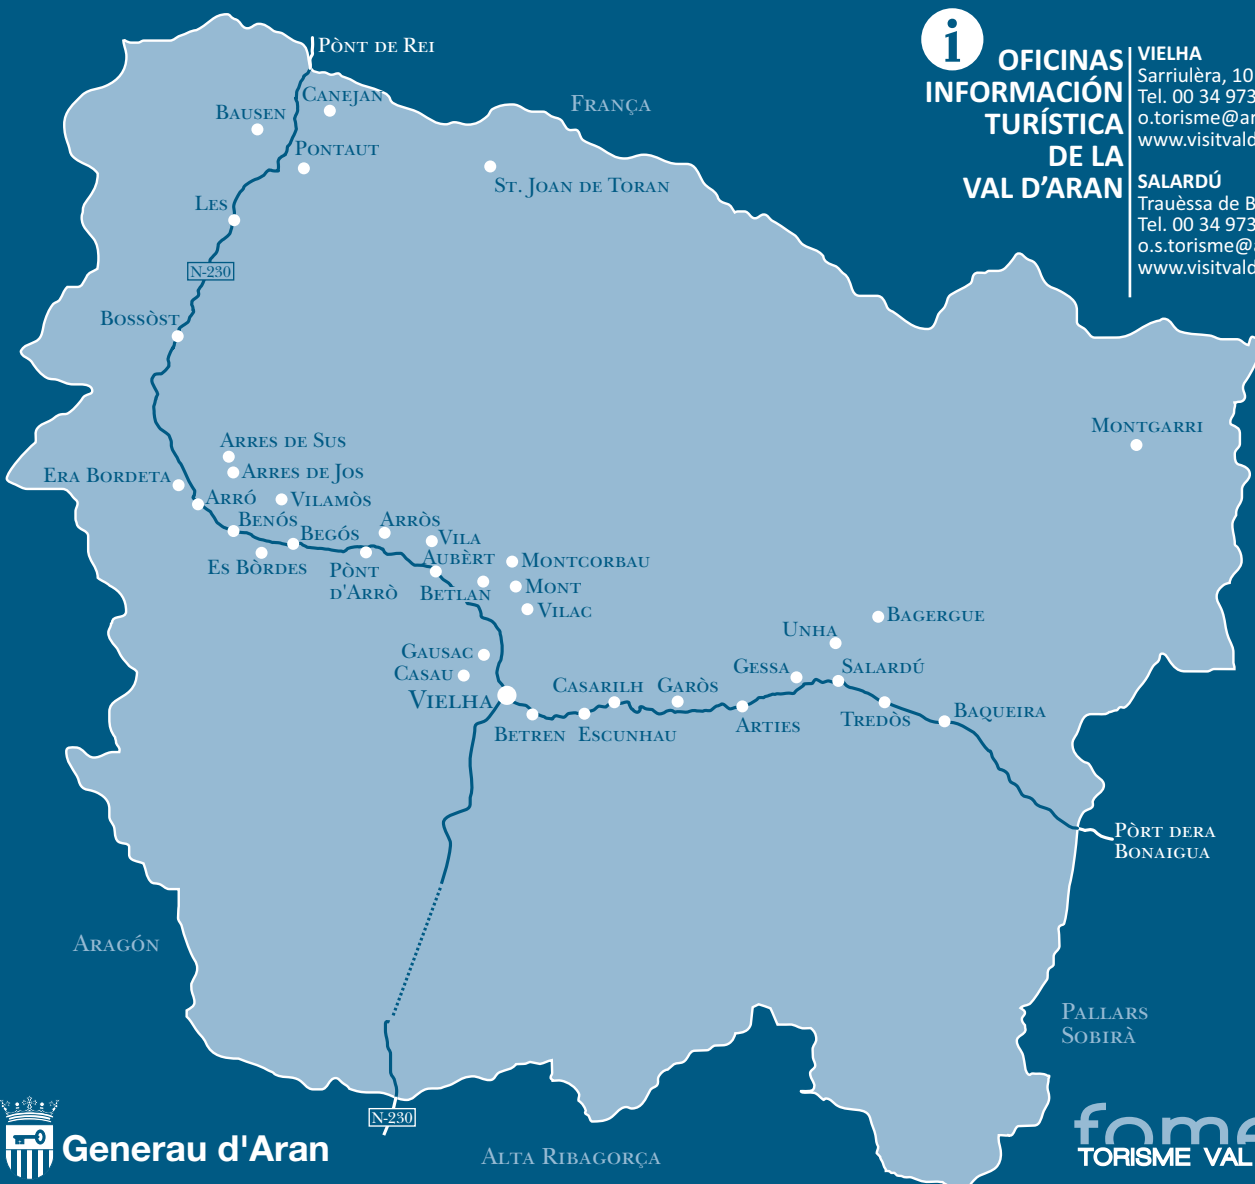 PÒNT DE REI
CANEJAN
BAUSEN
FRANÇA
PONTAUT
ST. JOAN DE TORAN
LES
N-230
BOSSÒST
i
OFICINAS
INFORMACIÓN
TURÍSTICA
DE LA
VAL D'ARAN
VIELHA
Sarriulèra, 10
Tel. 00 34 973
www.visitvald
SALARDÚ
Trauèssa de B
Tel. 00 34 973
www.visitvald
MONTGARRI
ARRES DE SUS
ARRES DE JOS
ERA BORDETA
ARRÓ
VILAMÒS
BENÓS
BEGÓS
ARRÒS
VILA
AUBÈRT
MONTCORBAU
ES BÒRDES
PÒNT
D'ARRÒ
BETLAN
MONT
VILAC
BAGERGUE
UNHA
GAUSAC
CASAU
VIELHA
GESSA
SALARDÚ
CASARILH
GARÒS
BETREN
ESCUNHAU
ARTIES
TREDÒS
BAQUEIRA
PÒRT DERA
BONAIGUA
ARAGÓN
PALLARS
SOBIRÀ
N-230
ALTA RIBAGORÇA
Generau d'Aran
TORISME VAL